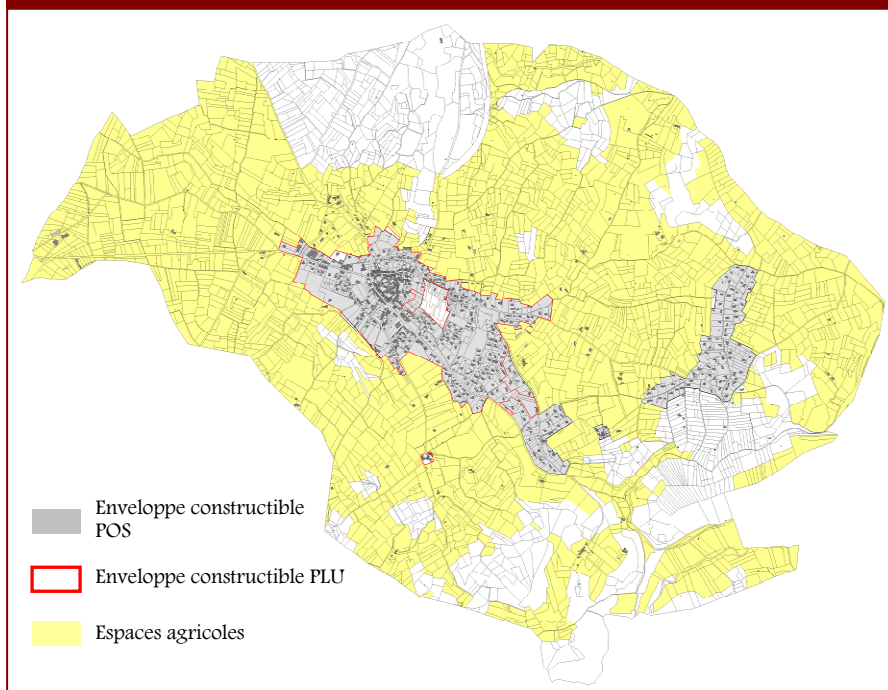 Enveloppe constructible
POS
Enveloppe constructible PLU
Espaces agricoles